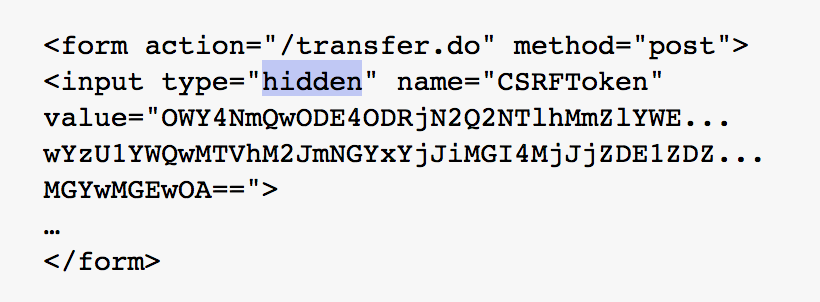 <form action="/transfer.do" method="post">
<input type="hidden" name="CSRFToken"
value="OWY4NmQwODE4ODRjN2Q2NTlhMmZlYWE...
wYzU1YWQwMTVhM2JmNGYxYjJiMGI4MjJjZDE1ZDZ...
MGYwMGEwOA==">
…
</form>